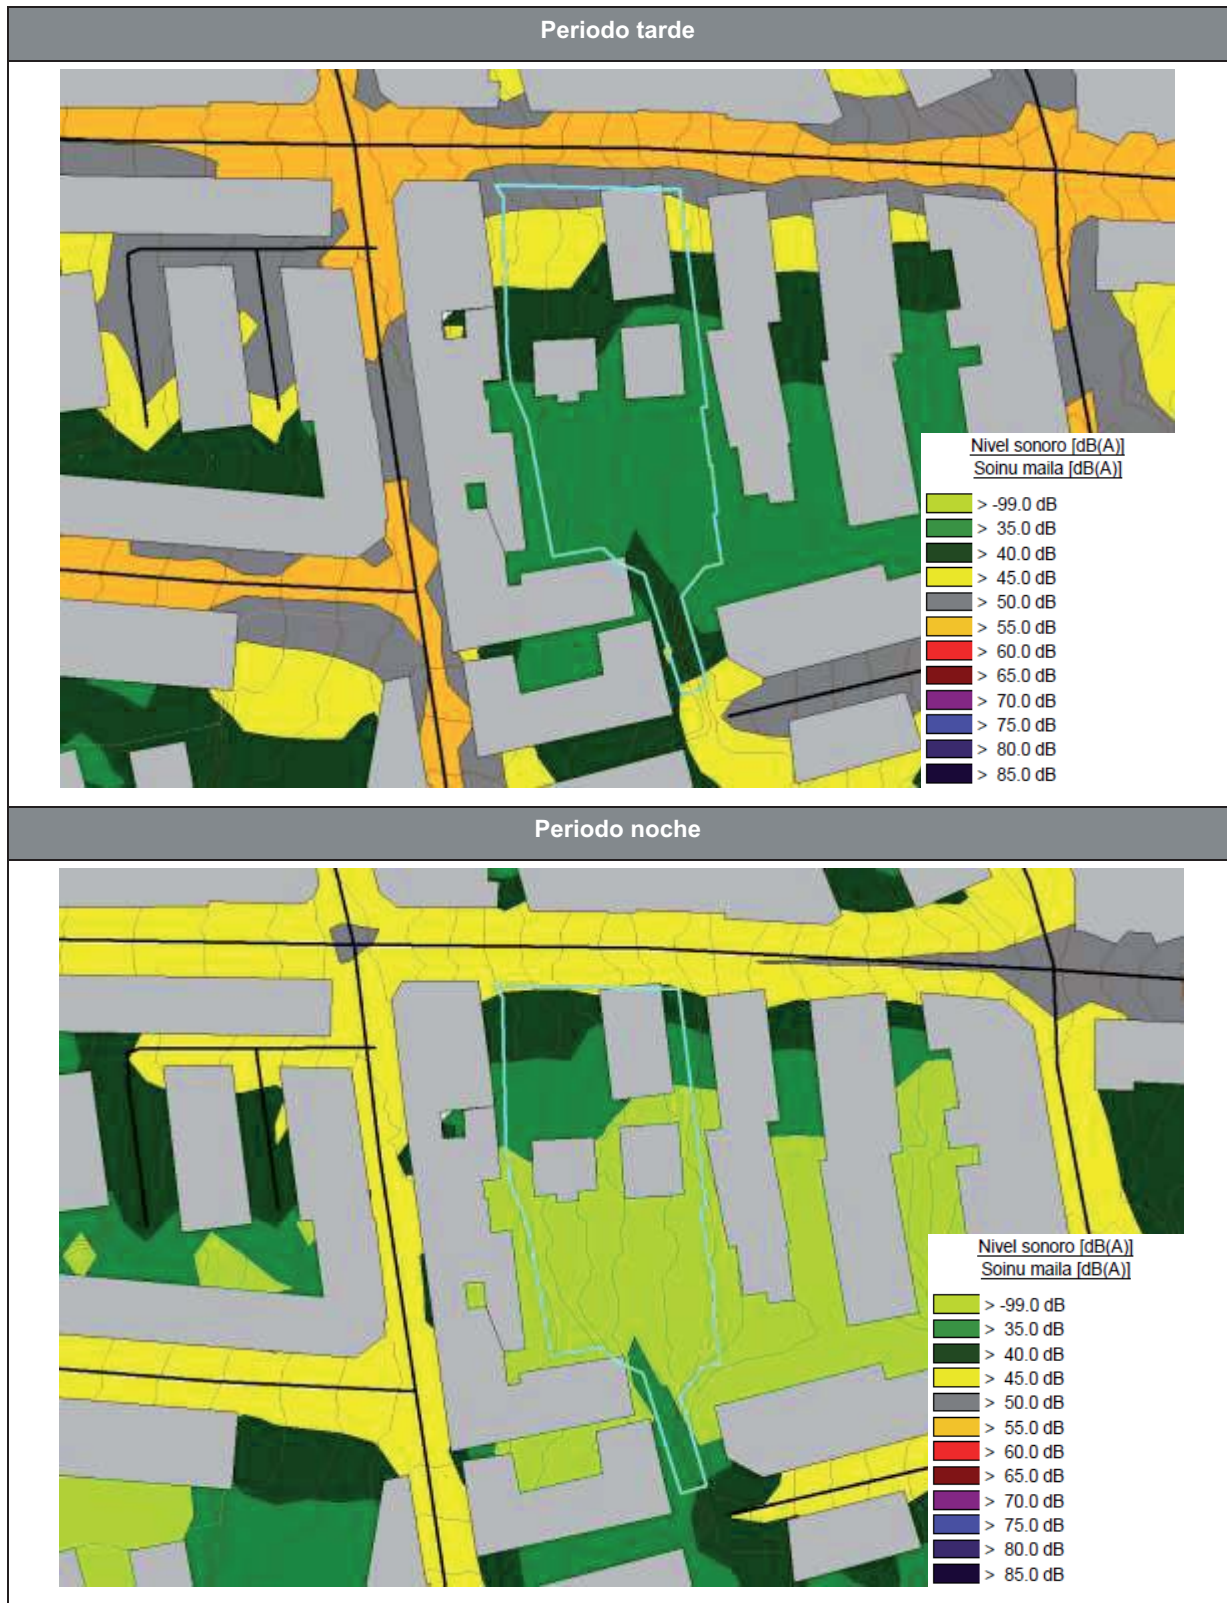 Periodo tarde
Nivel sonoro [dB(A)]
Soinu maila [dB(A)]
> -99.0 dB
> 35.0 dB
> 40.0 dB
> 45.0 dB
> 50.0 dB
> 55.0 dB
> 60.0 dB
> 65.0 dB
> 70.0 dB
> 75.0 dB
> 80.0 dB
> 85.0 dB
Periodo noche
Nivel sonoro [dB(A)]
Soinu maila [dB(A)]
> -99.0 dB
> 35.0 dB
> 40.0 dB
> 45.0 dB
> 50.0 dB
> 55.0 dB
> 60.0 dB
> 65.0 dB
> 70.0 dB
> 75.0 dB
> 80.0 dB
> 85.0 dB